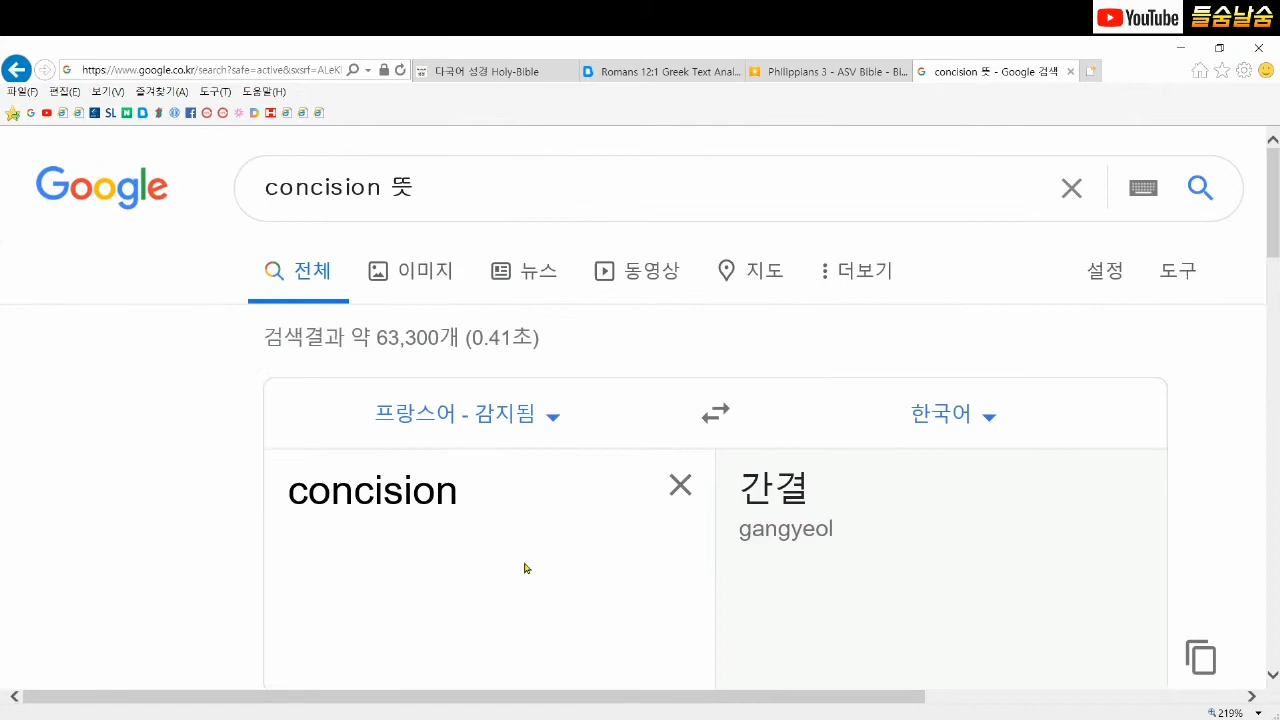 YouTube 들숨날숨
https://www.google.co.kr/search?safe=active&sxsrf=ALeK 다국어 성경 Holy-Bible Romans 12:1 Greek Text Anal... Philippians 3 - ASV Bible - Bi... concision 뜻 - Google 검색
파일(F) 편집(E) 보기(V) 즐겨찾기(A) 도구(T) 도움말(H)
Google concision 뜻
전체 이미지 뉴스 동영상 지도 더보기 설정 도구
검색결과 약 63,300개 (0.41초)
프랑스어 - 감지됨 한국어
concision 간결
gangyeol
219%